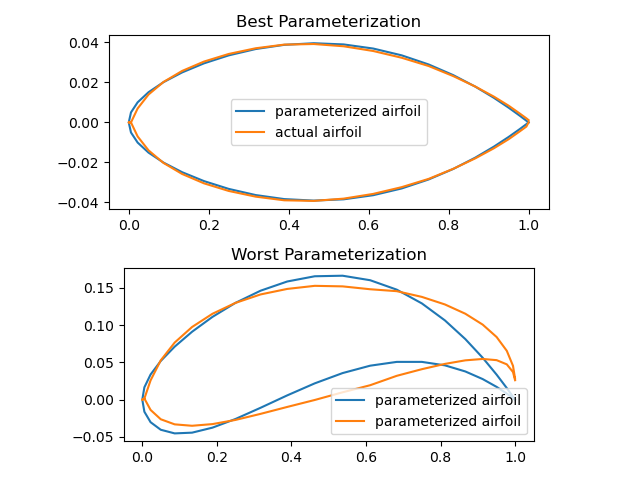 Best Parameterization
0.04
0.02
0.00
−0.02
−0.04
parameterized airfoil
actual airfoil
0.0 0.2 0.4 0.6 0.8 1.0
Worst Parameterization
0.15
0.10
0.05
0.00
−0.05
parameterized airfoil
parameterized airfoil
0.0 0.2 0.4 0.6 0.8 1.0